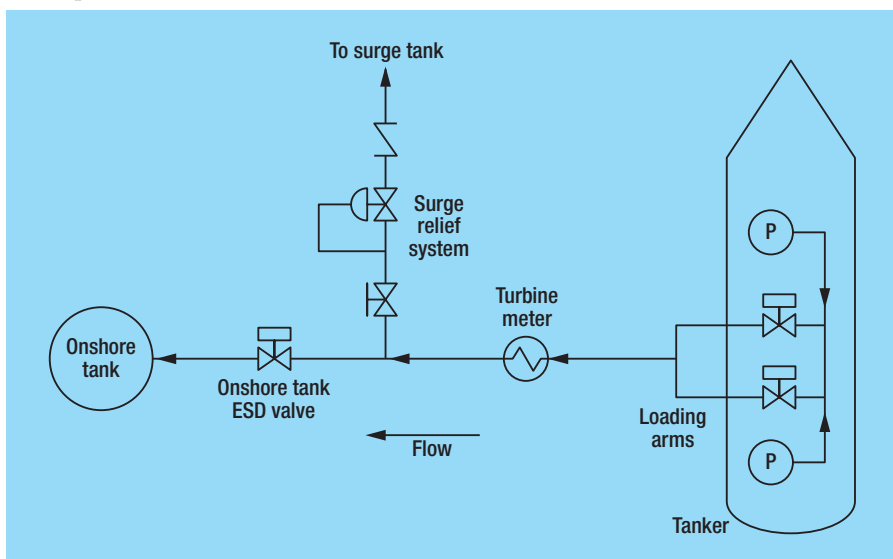 To surge tank
Surge
relief
system
P
Turbine
meter
Onshore
tank
Onshore tank
ESD valve
Loading
arms
Flow
P
Tanker